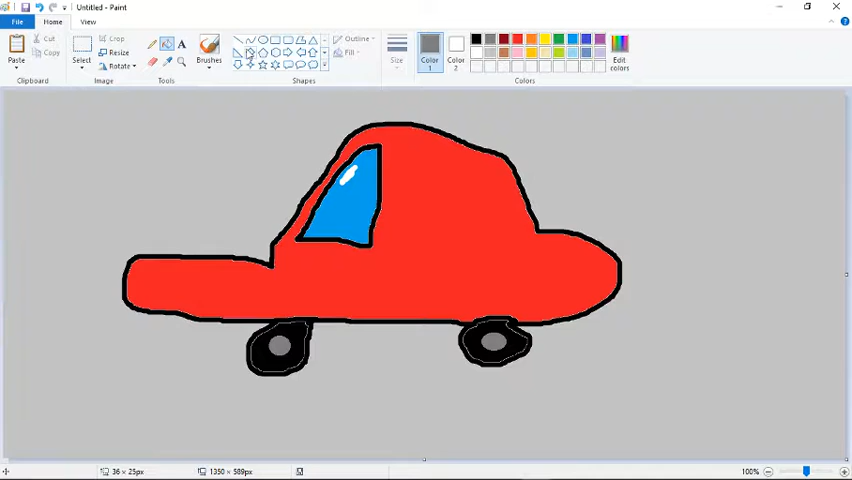 Untitled - Paint
File Home View
Cut Crop Outline
Copy Resize Fill Edit
Paste Select Rotate Brushes Size Color Color colors
1 2
Clipboard Image Tools Shapes Colors
36 × 25px 1350 × 589px 100%